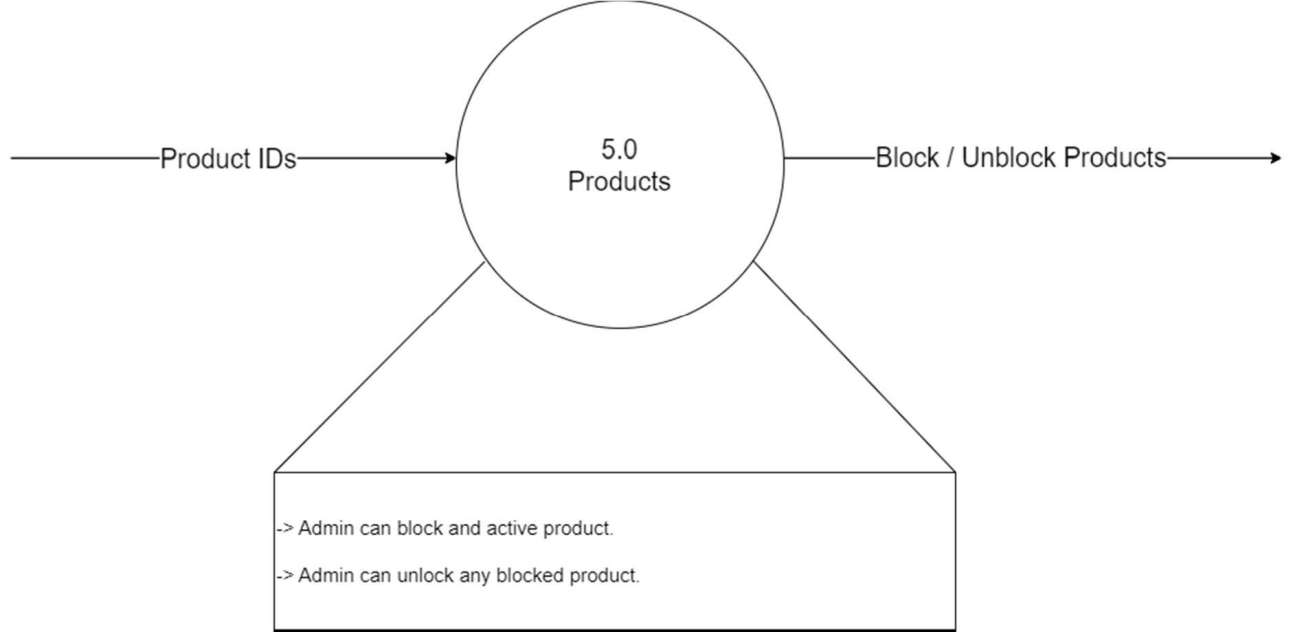 Product IDs
5.0
Products
Block / Unblock Products
-> Admin can block and active product.
-> Admin can unlock any blocked product.